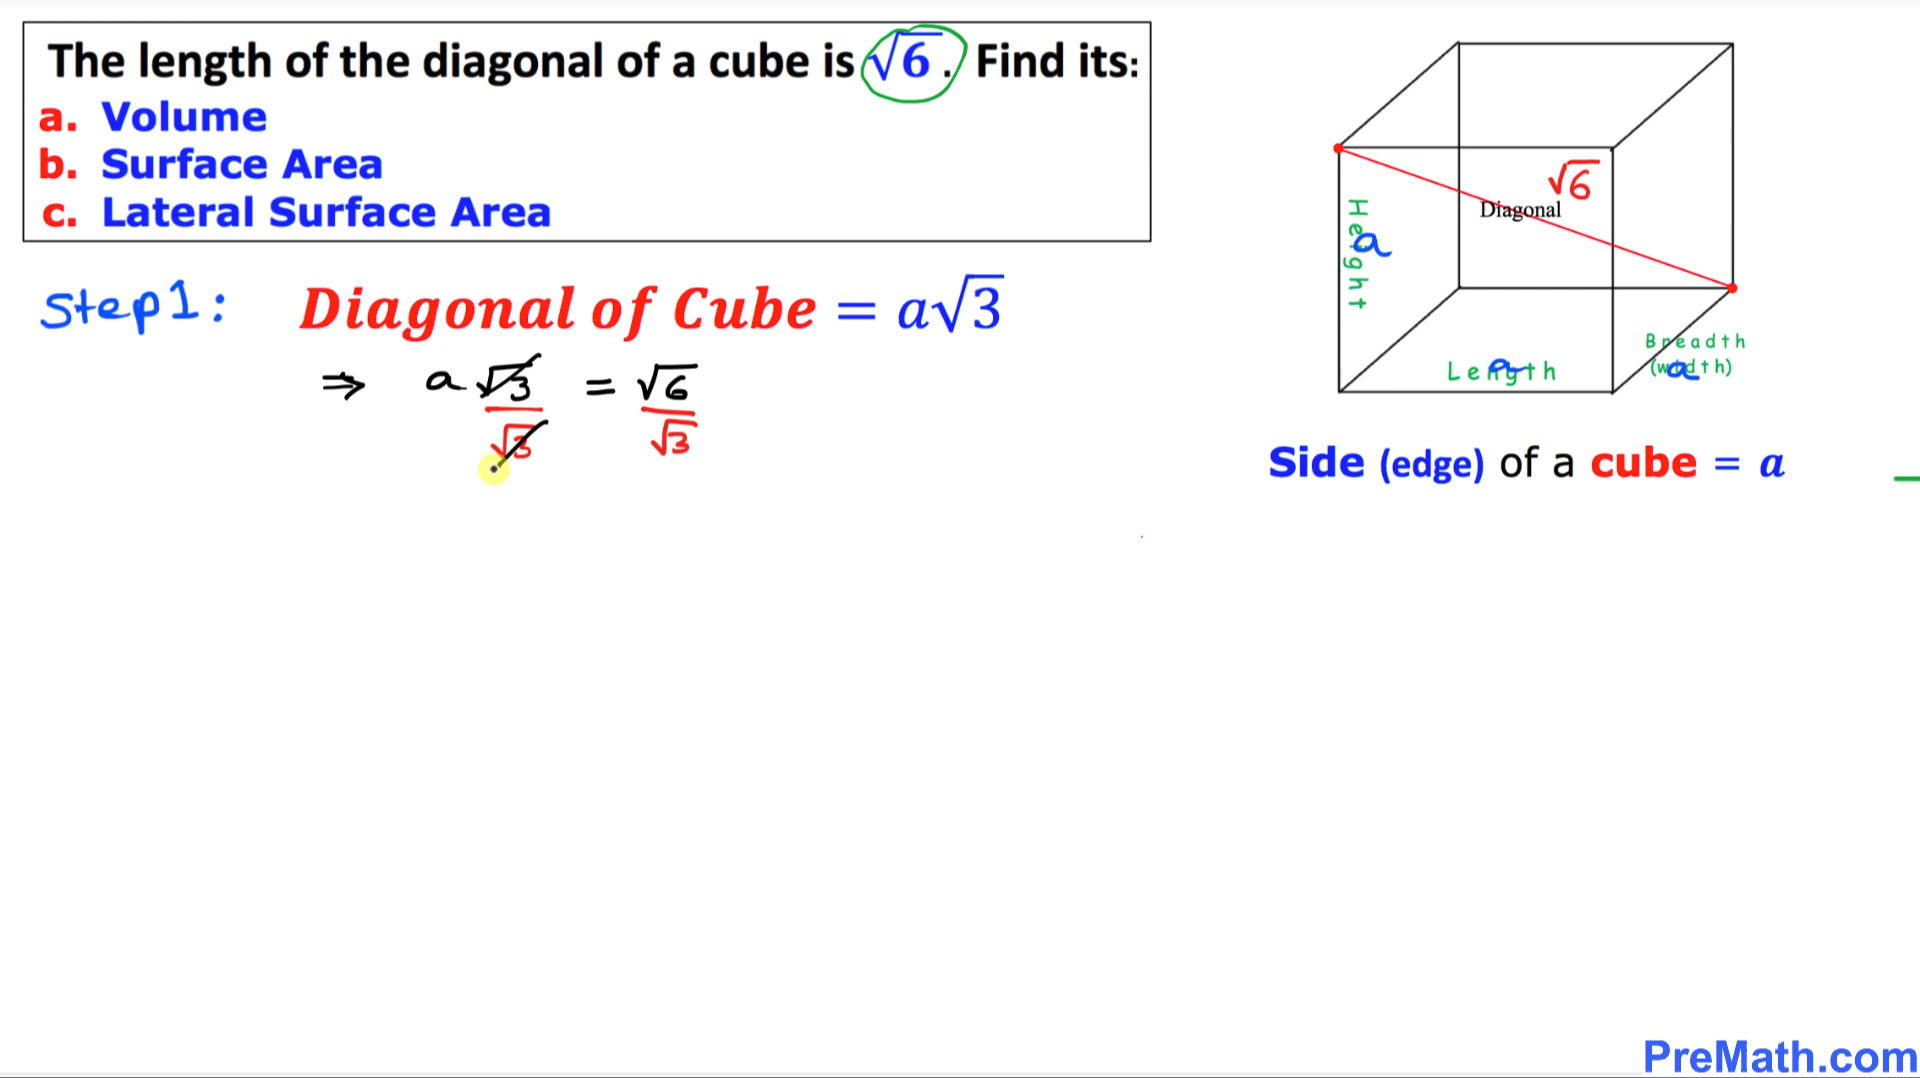 The length of the diagonal of a cube is √6 . Find its:
a. Volume
b. Surface Area
c. Lateral Surface Area
√6
Diagonal
Height
a
Breadth
(width)
a
Length
a
Step1: Diagonal of Cube = a√3
⇒ a√3/√3 = √6/√3
Side (edge) of a cube = a
PreMath.com